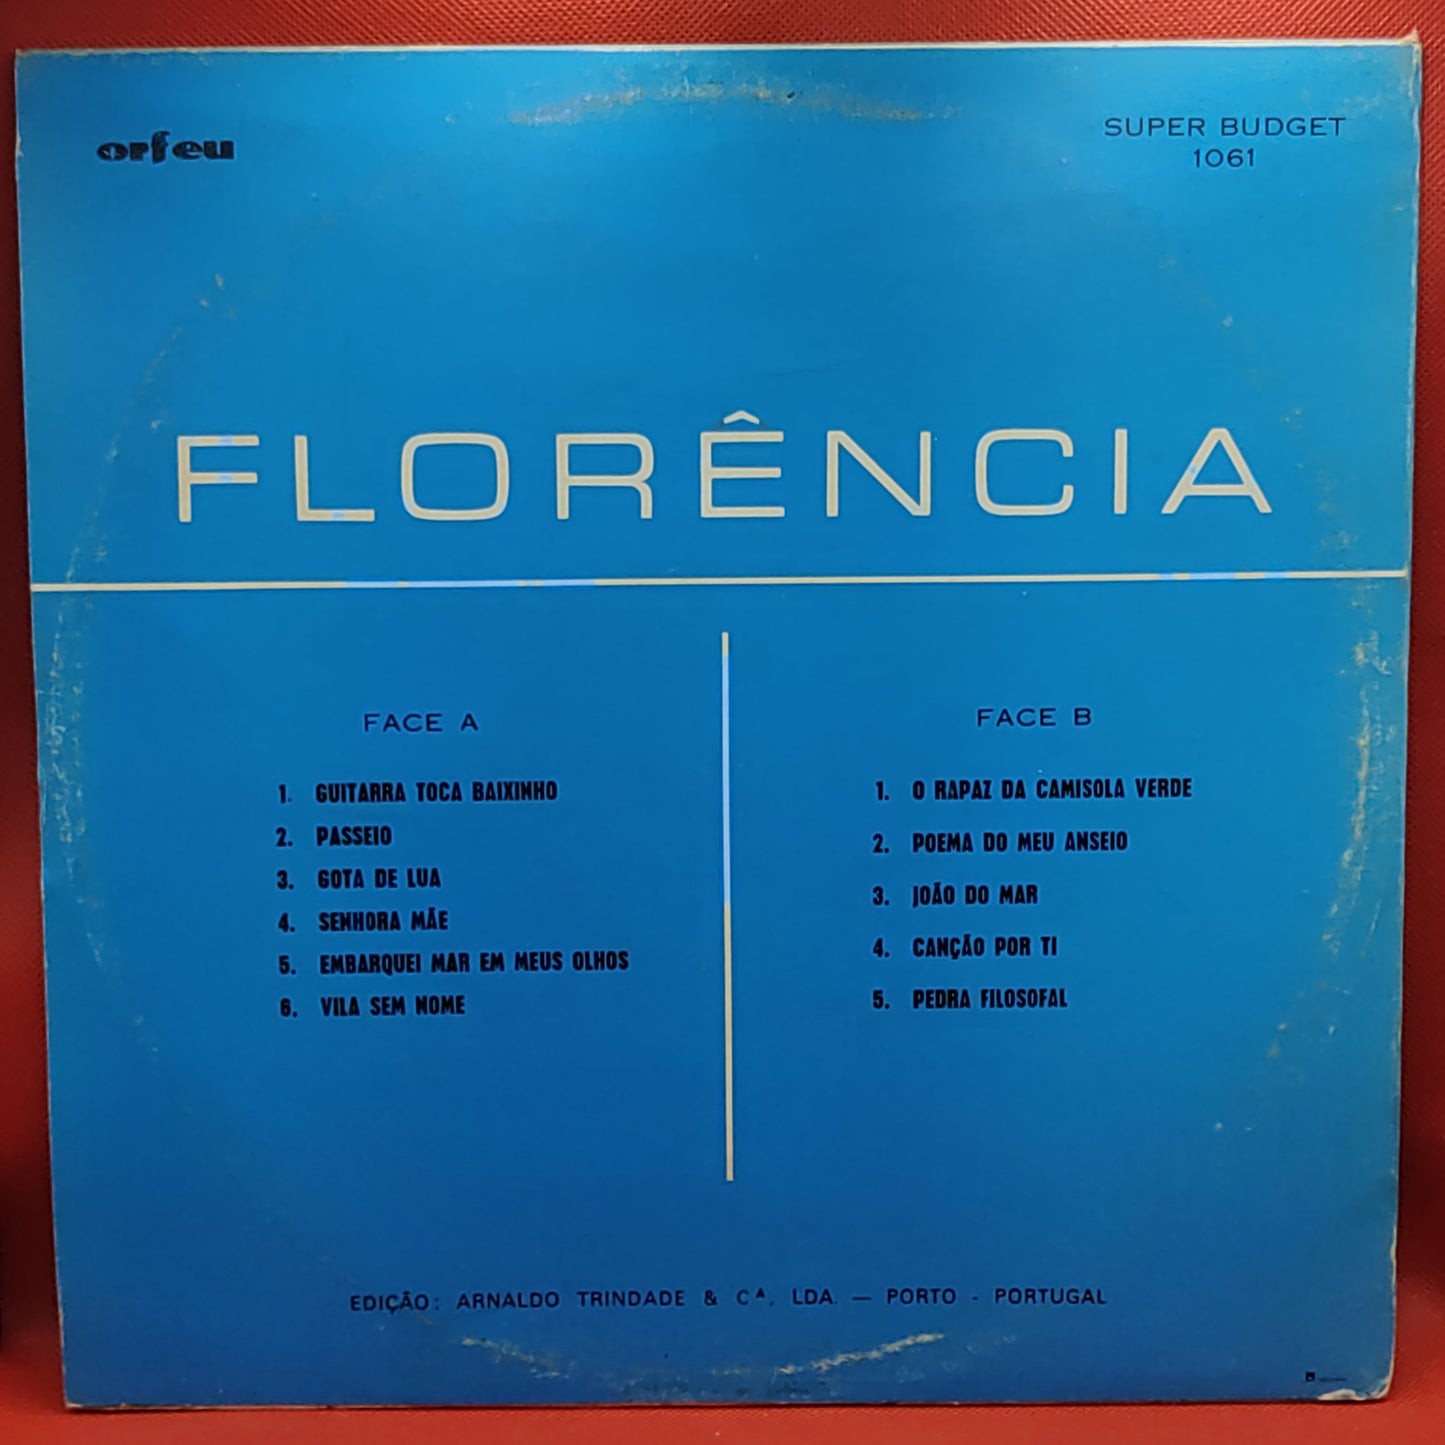 orfeu
SUPER BUDGET
1061
FLORÊNCIA
FACE A
1. GUITARRA TOCA BAIXINHO
2. PASSEIO
3. GOTA DE LUA
4. SENHORA MÃE
5. EMBARQUEI MAR EM MEUS OLHOS
6. VILA SEM NOME
FACE B
1. O RAPAZ DA CAMISOLA VERDE
2. POEMA DO MEU ANSEIO
3. JOÃO DO MAR
4. CANÇÃO POR TI
5. PEDRA FILOSOFAL
EDIÇÃO: ARNALDO TRINDADE & Cᴬ. LDA. — PORTO - PORTUGAL